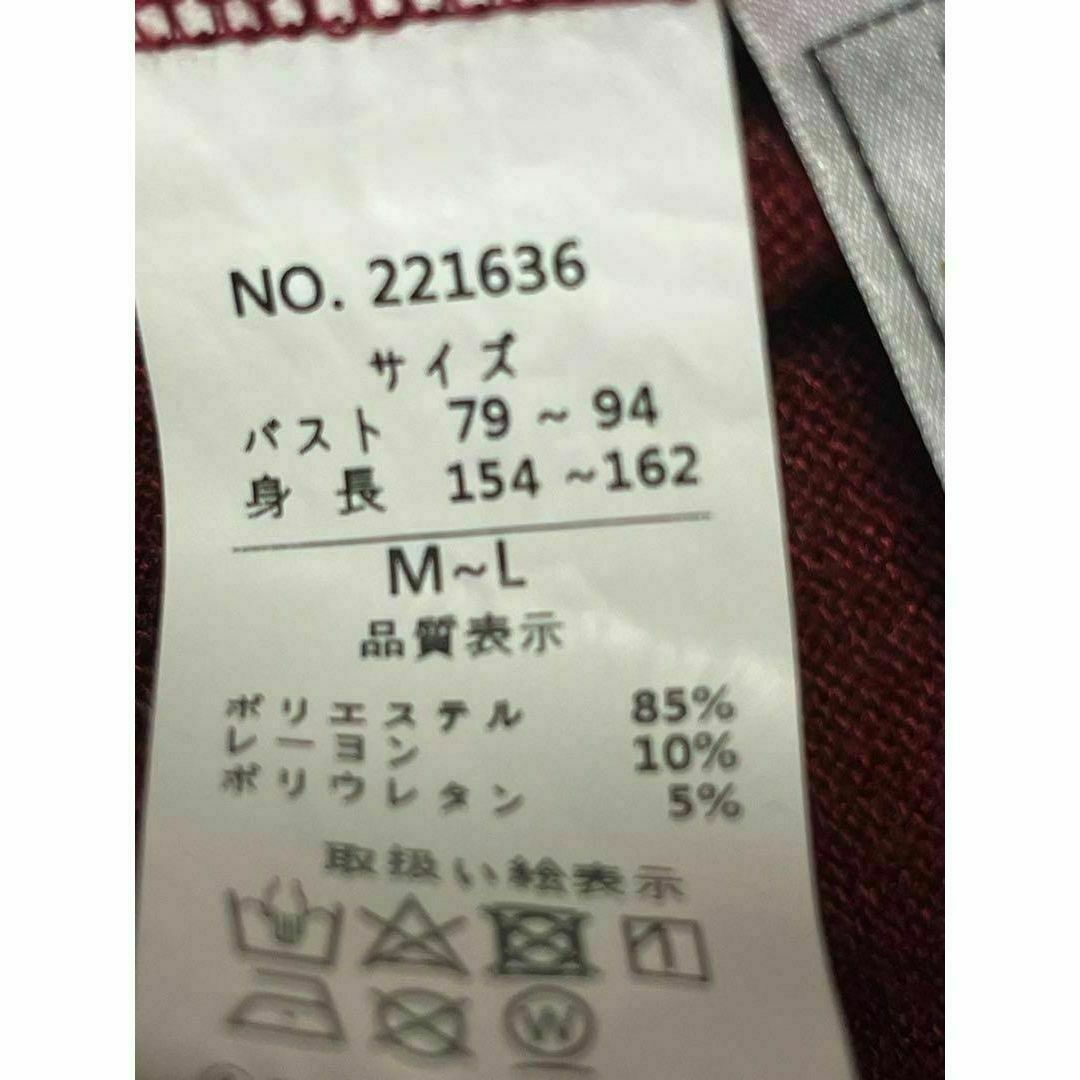 NO. 221636
サイズ
バスト 79 ~ 94
身 長 154 ~162
M~L
品質表示
ポリエステル 85%
レーヨン 10%
ポリウレタン 5%
取扱い絵表示
W